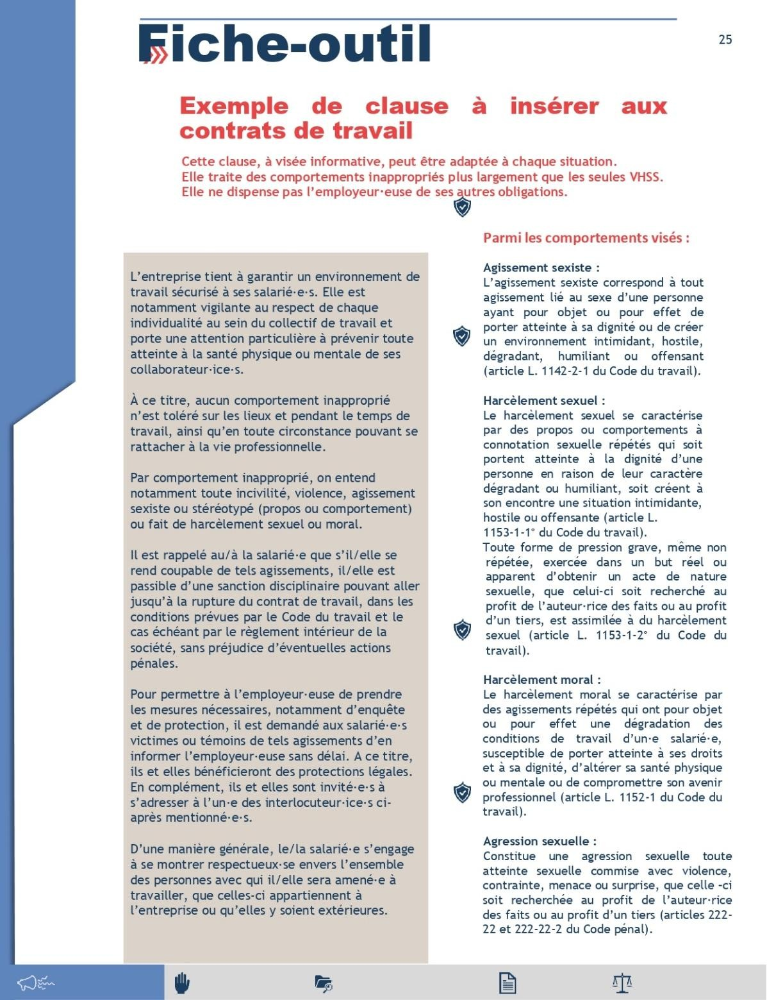 Fiche-outil
25
Exemple de clause à insérer aux
contrats de travail
Cette clause, à visée informative, peut être adaptée à chaque situation.
Elle traite des comportements inappropriés plus largement que les seules VHSS.
Elle ne dispense pas l’employeur·euse de ses autres obligations.
L’entreprise tient à garantir un environnement de
travail sécurisé à ses salarié·e·s. Elle est
notamment vigilante au respect de chaque
individualité au sein du collectif de travail et
porte une attention particulière à prévenir toute
atteinte à la santé physique ou mentale de ses
collaborateur·ice·s.
À ce titre, aucun comportement inapproprié
n’est toléré sur les lieux et pendant le temps de
travail, ainsi qu’en toute circonstance pouvant se
rattacher à la vie professionnelle.
Par comportement inapproprié, on entend
notamment toute incivilité, violence, agissement
sexiste ou stéréotypé (propos ou comportement)
ou fait de harcèlement sexuel ou moral.
Il est rappelé au/à la salarié·e que s’il/elle se
rend coupable de tels agissements, il/elle est
passible d’une sanction disciplinaire pouvant aller
jusqu’à la rupture du contrat de travail, dans les
conditions prévues par le Code du travail et le
cas échéant par le règlement intérieur de la
société, sans préjudice d’éventuelles actions
pénales.
Pour permettre à l’employeur·euse de prendre
les mesures nécessaires, notamment d’enquête
et de protection, il est demandé aux salarié·e·s
victimes ou témoins de tels agissements d’en
informer l’employeur·euse sans délai. A ce titre,
ils et elles bénéficieront des protections légales.
En complément, ils et elles sont invité·e·s à
s’adresser à l’un·e des interlocuteur·ice·s ci-
après mentionné·e·s.
D’une manière générale, le/la salarié·e s’engage
à se montrer respectueux·se envers l’ensemble
des personnes avec qui il/elle sera amené·e à
travailler, que celles-ci appartiennent à
l’entreprise ou qu’elles y soient extérieures.
Parmi les comportements visés :
Agissement sexiste :
L’agissement sexiste correspond à tout
agissement lié au sexe d’une personne
ayant pour objet ou pour effet de
porter atteinte à sa dignité ou de créer
un environnement intimidant, hostile,
dégradant, humiliant ou offensant
(article L. 1142-2-1 du Code du travail).
Harcèlement sexuel :
Le harcèlement sexuel se caractérise
par des propos ou comportements à
connotation sexuelle répétés qui soit
portent atteinte à la dignité d’une
personne en raison de leur caractère
dégradant ou humiliant, soit créent à
son encontre une situation intimidante,
hostile ou offensante (article L.
1153-1-1° du Code du travail).
Toute forme de pression grave, même non
répétée, exercée dans un but réel ou
apparent d’obtenir un acte de nature
sexuelle, que celui-ci soit recherché au
profit de l’auteur·rice des faits ou au profit
d’un tiers, est assimilée à du harcèlement
sexuel (article L. 1153-1-2° du Code du
travail).
Harcèlement moral :
Le harcèlement moral se caractérise par
des agissements répétés qui ont pour objet
ou pour effet une dégradation des
conditions de travail d’un·e salarié·e,
susceptible de porter atteinte à ses droits
et à sa dignité, d’altérer sa santé physique
ou mentale ou de compromettre son avenir
professionnel (article L. 1152-1 du Code du
travail).
Agression sexuelle :
Constitue une agression sexuelle toute
atteinte sexuelle commise avec violence,
contrainte, menace ou surprise, que celle -ci
soit recherchée au profit de l’auteur·rice
des faits ou au profit d’un tiers (articles 222-
22 et 222-22-2 du Code pénal).